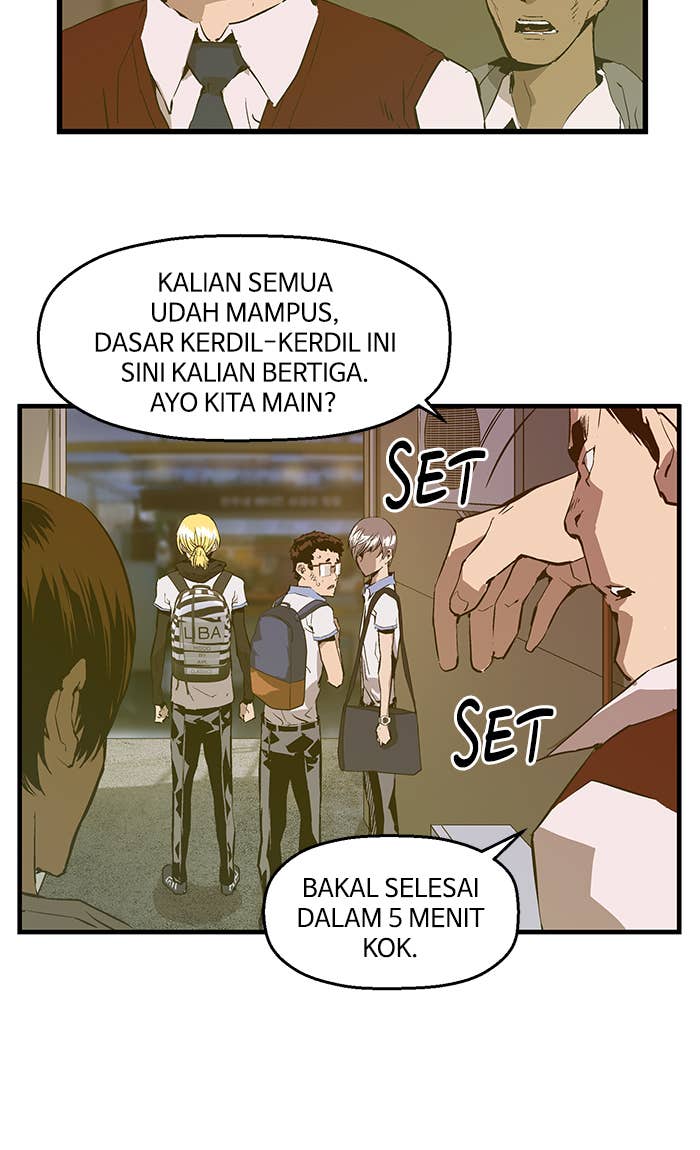 KALIAN SEMUA
UDAH MAMPUS,
DASAR KERDIL-KERDIL INI
SINI KALIAN BERTIGA.
AYO KITA MAIN?
SET
LBA
SET
BAKAL SELESAI
DALAM 5 MENIT
KOK.